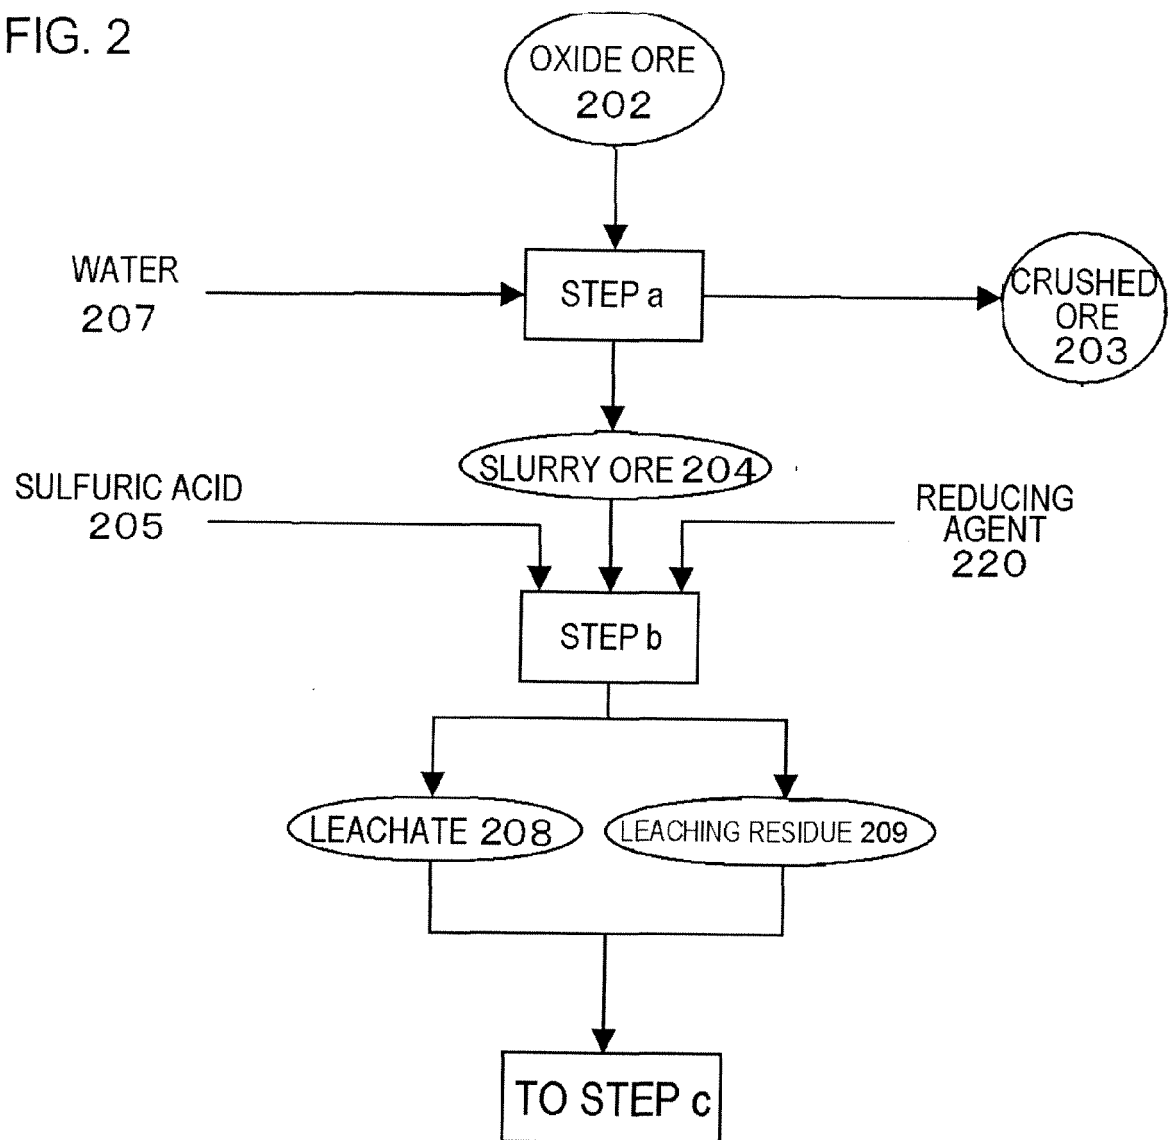 FIG. 2
OXIDE ORE
202
WATER
207
STEP a
CRUSHED
ORE
203
SLURRY ORE 204
SULFURIC ACID
205
REDUCING
AGENT
220
STEP b
LEACHATE 208
LEACHING RESIDUE 209
TO STEP c